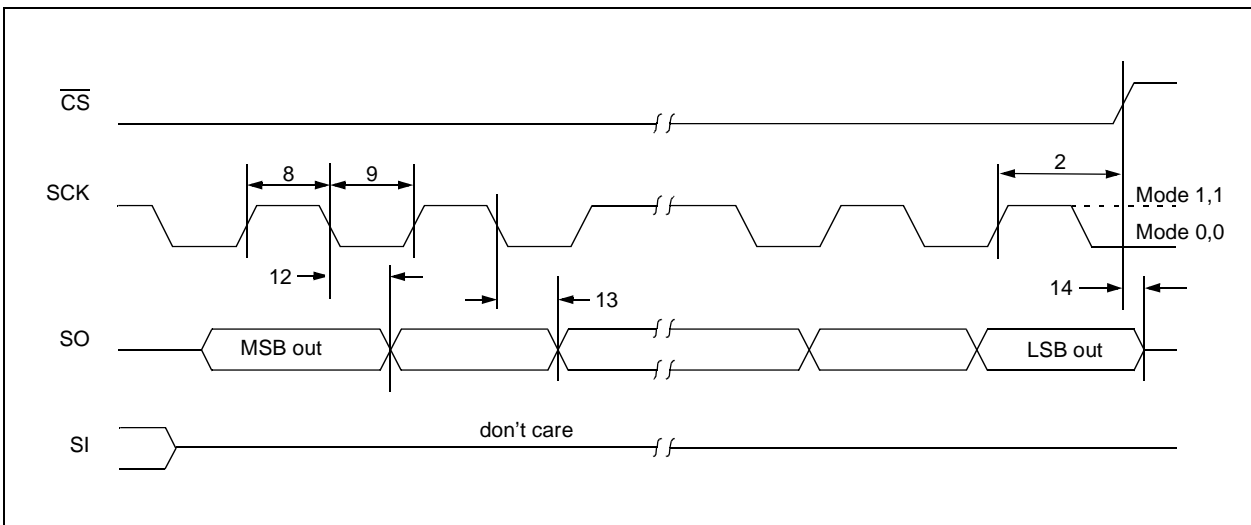 CS
8
9
2
SCK
Mode 1,1
Mode 0,0
12
13
14
SO
MSB out
LSB out
SI
don't care